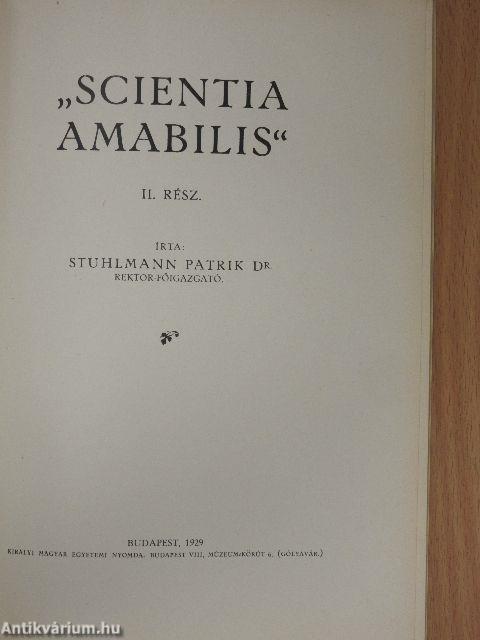 „SCIENTIA
AMABILIS“
II. RÉSZ.
ÍRTA:
STUHLMANN PATRIK DR.
REKTOR-FŐIGAZGATÓ.
BUDAPEST, 1929
KIRÁLYI MAGYAR EGYETEMI NYOMDA, BUDAPEST VIII, MÚZEUM-KÖRÚT 6. (GÓLYAVÁR.)
Antikvárium.hu